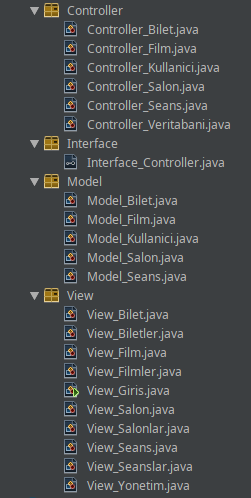 Controller
Controller_Bilet.java
Controller_Film.java
Controller_Kullanici.java
Controller_Salon.java
Controller_Seans.java
Controller_Veritabani.java
Interface
Interface_Controller.java
Model
Model_Bilet.java
Model_Film.java
Model_Kullanici.java
Model_Salon.java
Model_Seans.java
View
View_Bilet.java
View_Biletler.java
View_Film.java
View_Filmler.java
View_Giris.java
View_Salon.java
View_Salonlar.java
View_Seans.java
View_Seanslar.java
View_Yonetim.java